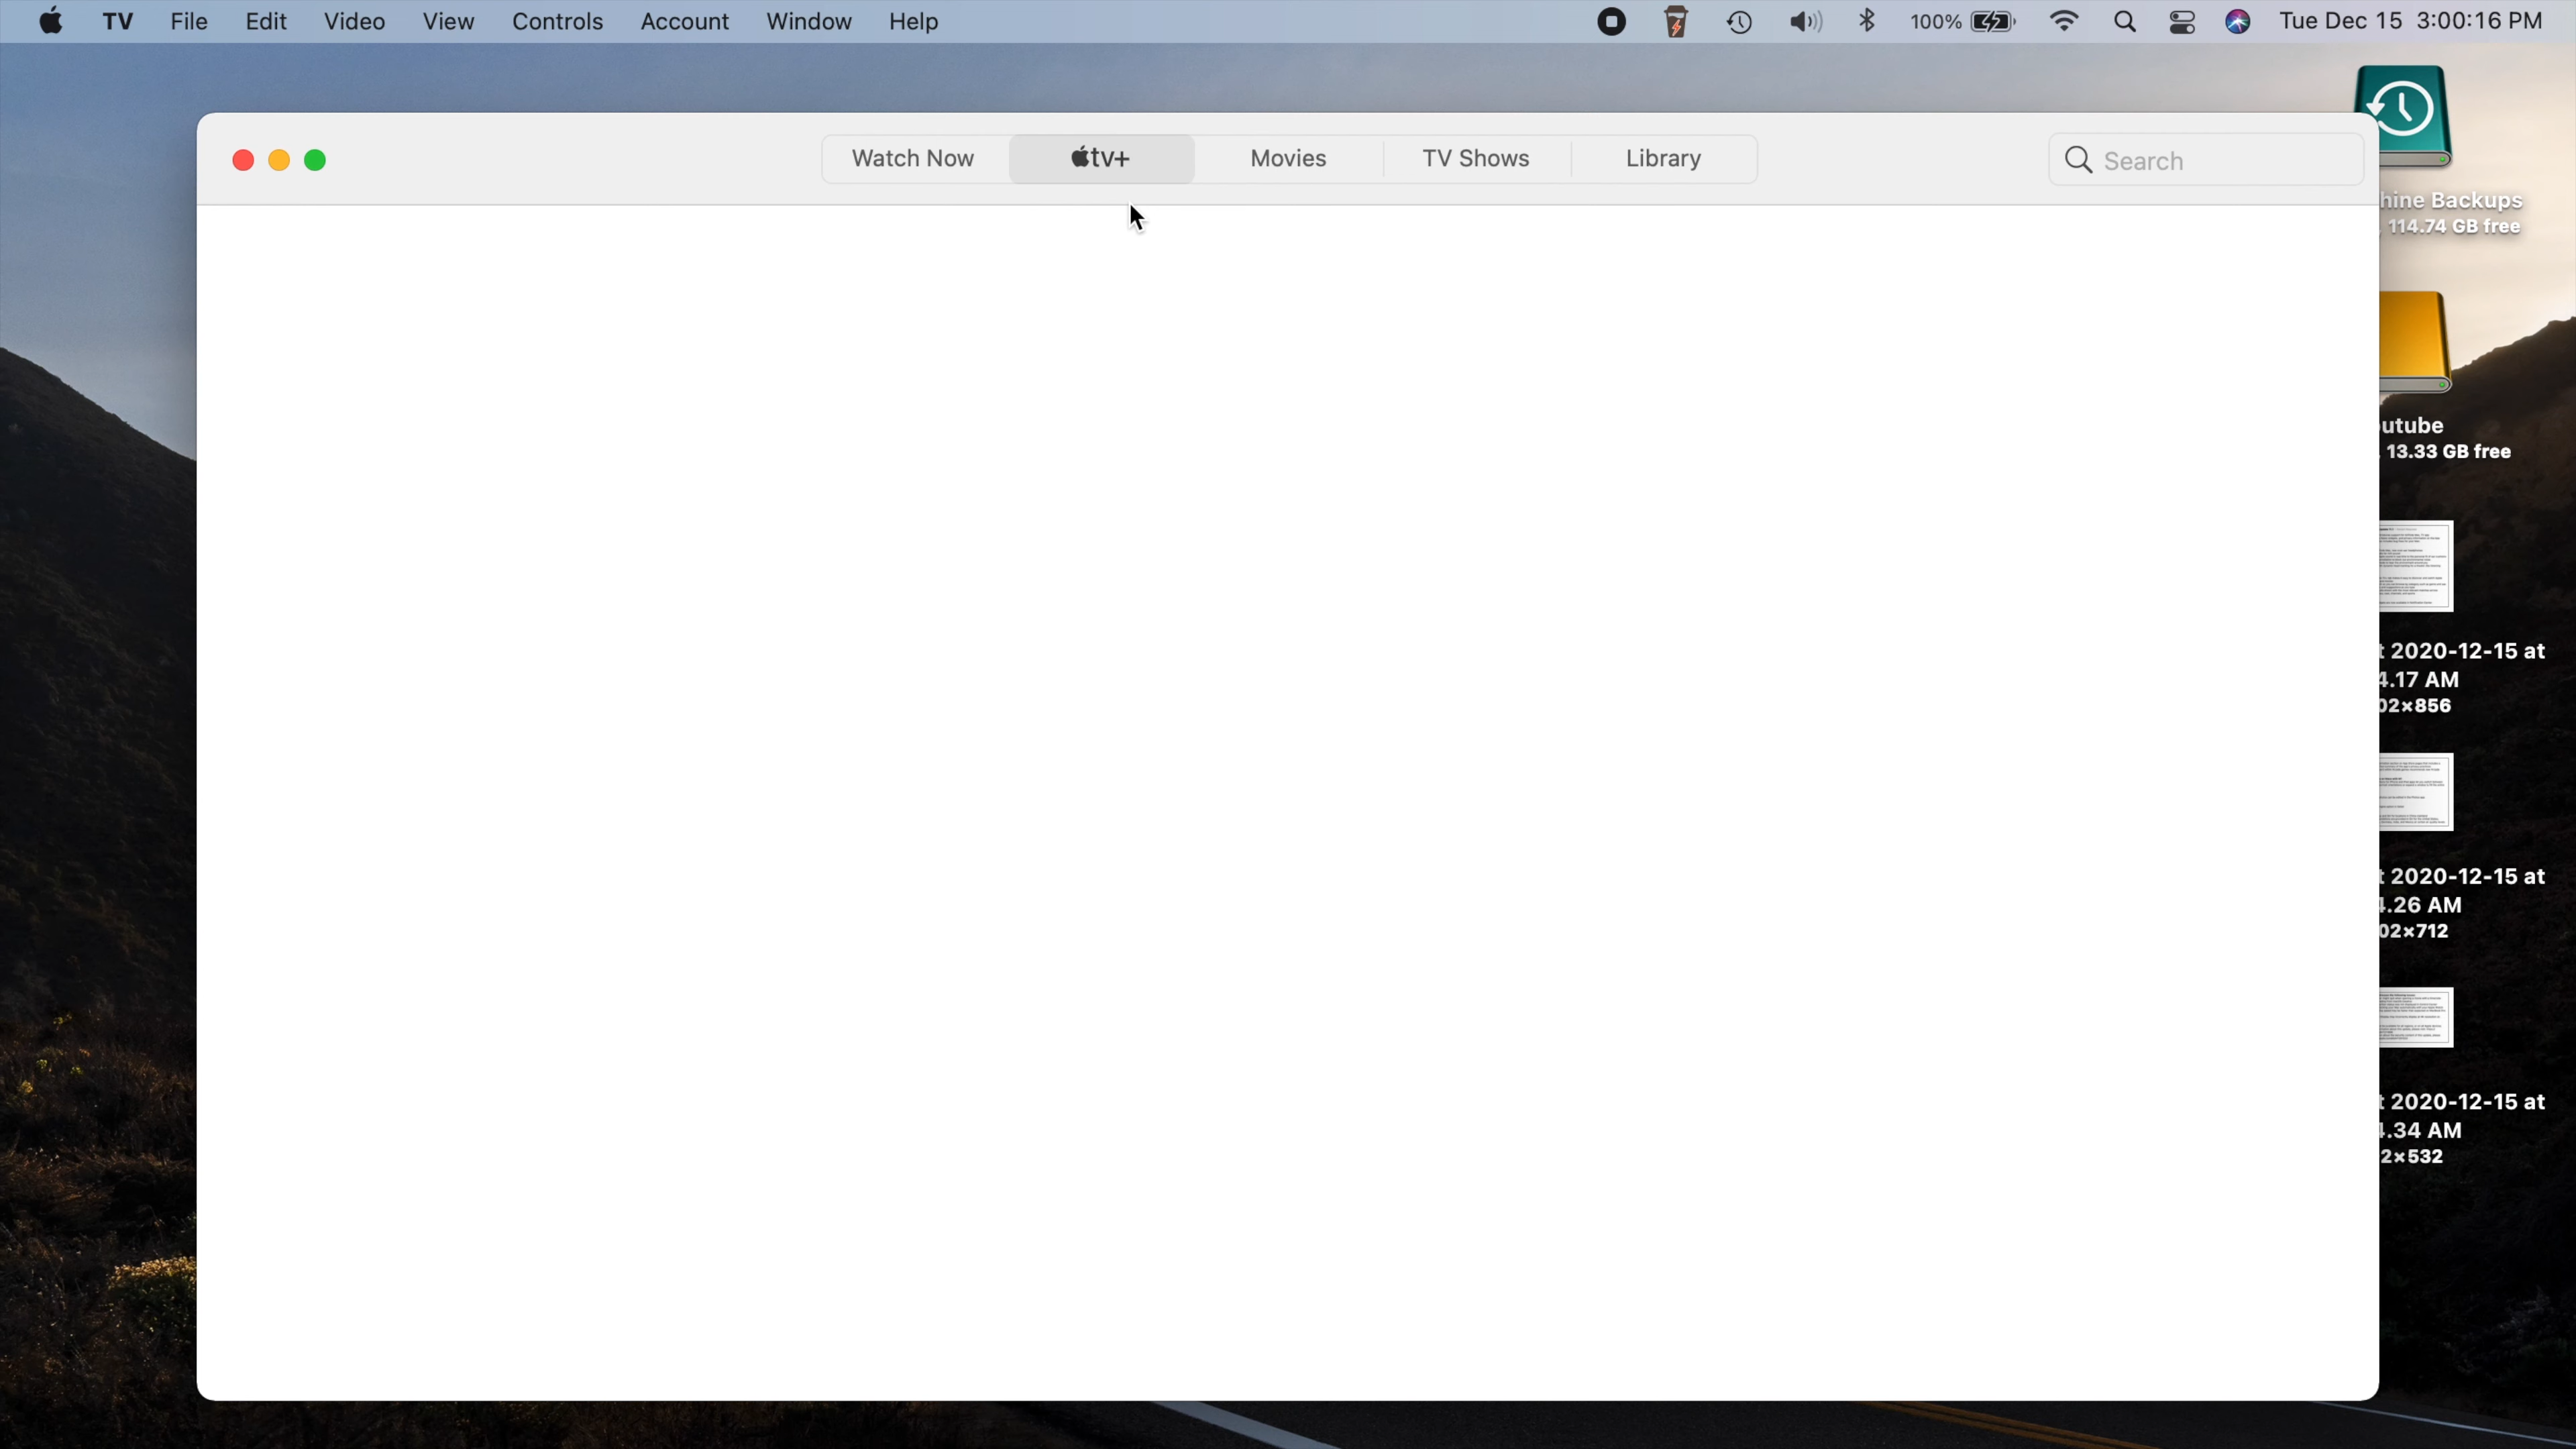 TV File Edit Video View Controls Account Window Help 100% Tue Dec 15 3:00:16 PM
Watch Now tv+ Movies TV Shows Library Search
hine Backups
114.74 GB free
utube
13.33 GB free
t 2020-12-15 at
4.17 AM
02×856
t 2020-12-15 at
4.26 AM
02×712
t 2020-12-15 at
4.34 AM
2×532